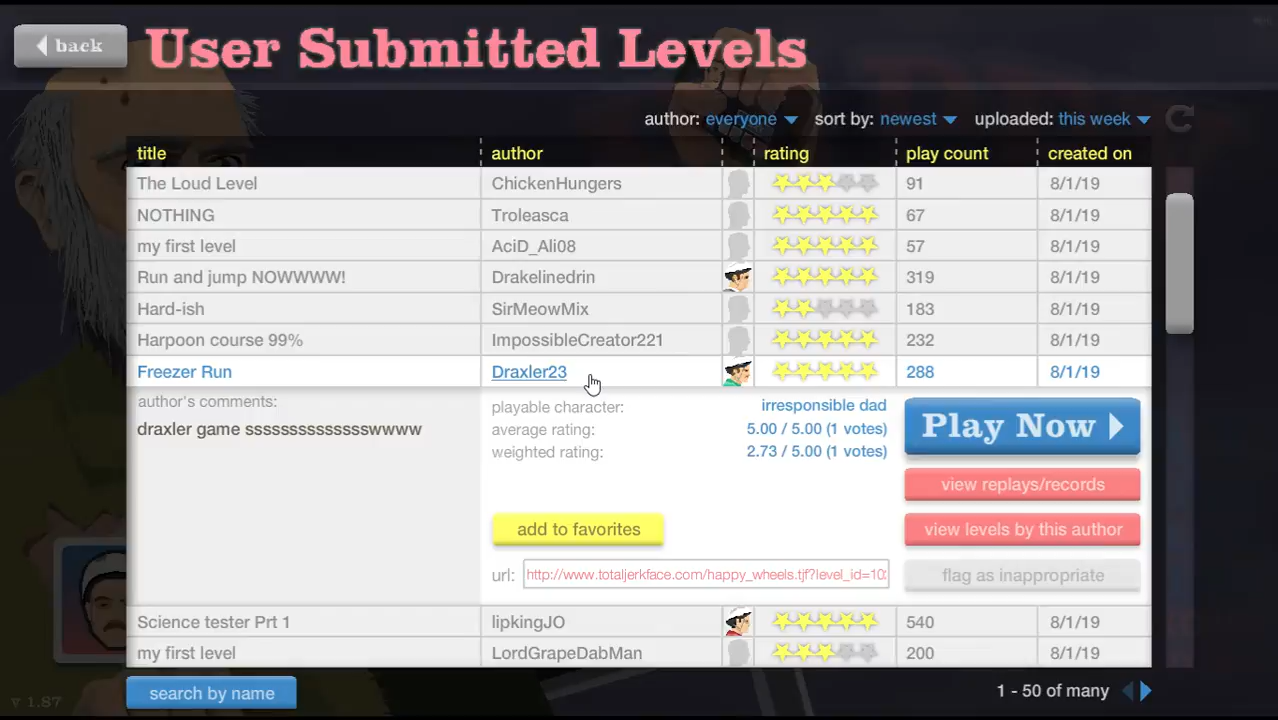 back
User Submitted Levels
author: everyone sort by: newest uploaded: this week
title author rating play count created on
The Loud Level ChickenHungers 91 8/1/19
NOTHING Troleasca 67 8/1/19
my first level AciD_Ali08 57 8/1/19
Run and jump NOWWWW! Drakelinedrin 319 8/1/19
Hard-ish SirMeowMix 183 8/1/19
Harpoon course 99% ImpossibleCreator221 232 8/1/19
Freezer Run Draxler23 288 8/1/19
author's comments:
draxler game sssssssssssssswwww
playable character: irresponsible dad
average rating: 5.00 / 5.00 (1 votes)
weighted rating: 2.73 / 5.00 (1 votes)
Play Now
view replays/records
add to favorites
view levels by this author
url: http://www.totaljerkface.com/happy_wheels.tjf?level_id=10
flag as inappropriate
Science tester Prt 1 lipkingJO 540 8/1/19
my first level LordGrapeDabMan 200 8/1/19
search by name
1 - 50 of many
v 1.87